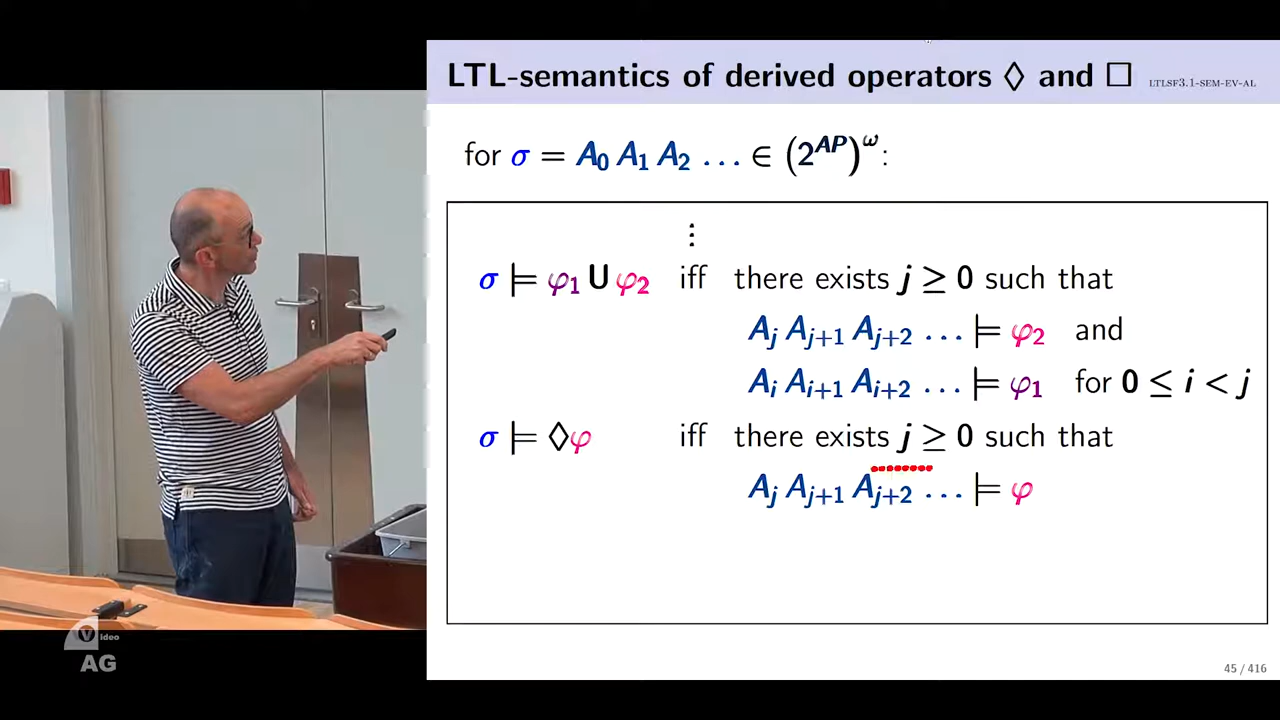 LTL-semantics of derived operators ◊ and □ LTLSF3.1-SEM-EV-AL
for σ = A₀ A₁ A₂ ... ∈ (2^AP)^ω:
⋮
σ ⊨ φ₁ U φ₂ iff there exists j ≥ 0 such that
A_j A_{j+1} A_{j+2} ... ⊨ φ₂ and
A_i A_{i+1} A_{i+2} ... ⊨ φ₁ for 0 ≤ i < j
σ ⊨ ◊φ iff there exists j ≥ 0 such that
A_j A_{j+1} A_{j+2} ... ⊨ φ
45 / 416
Video
AG